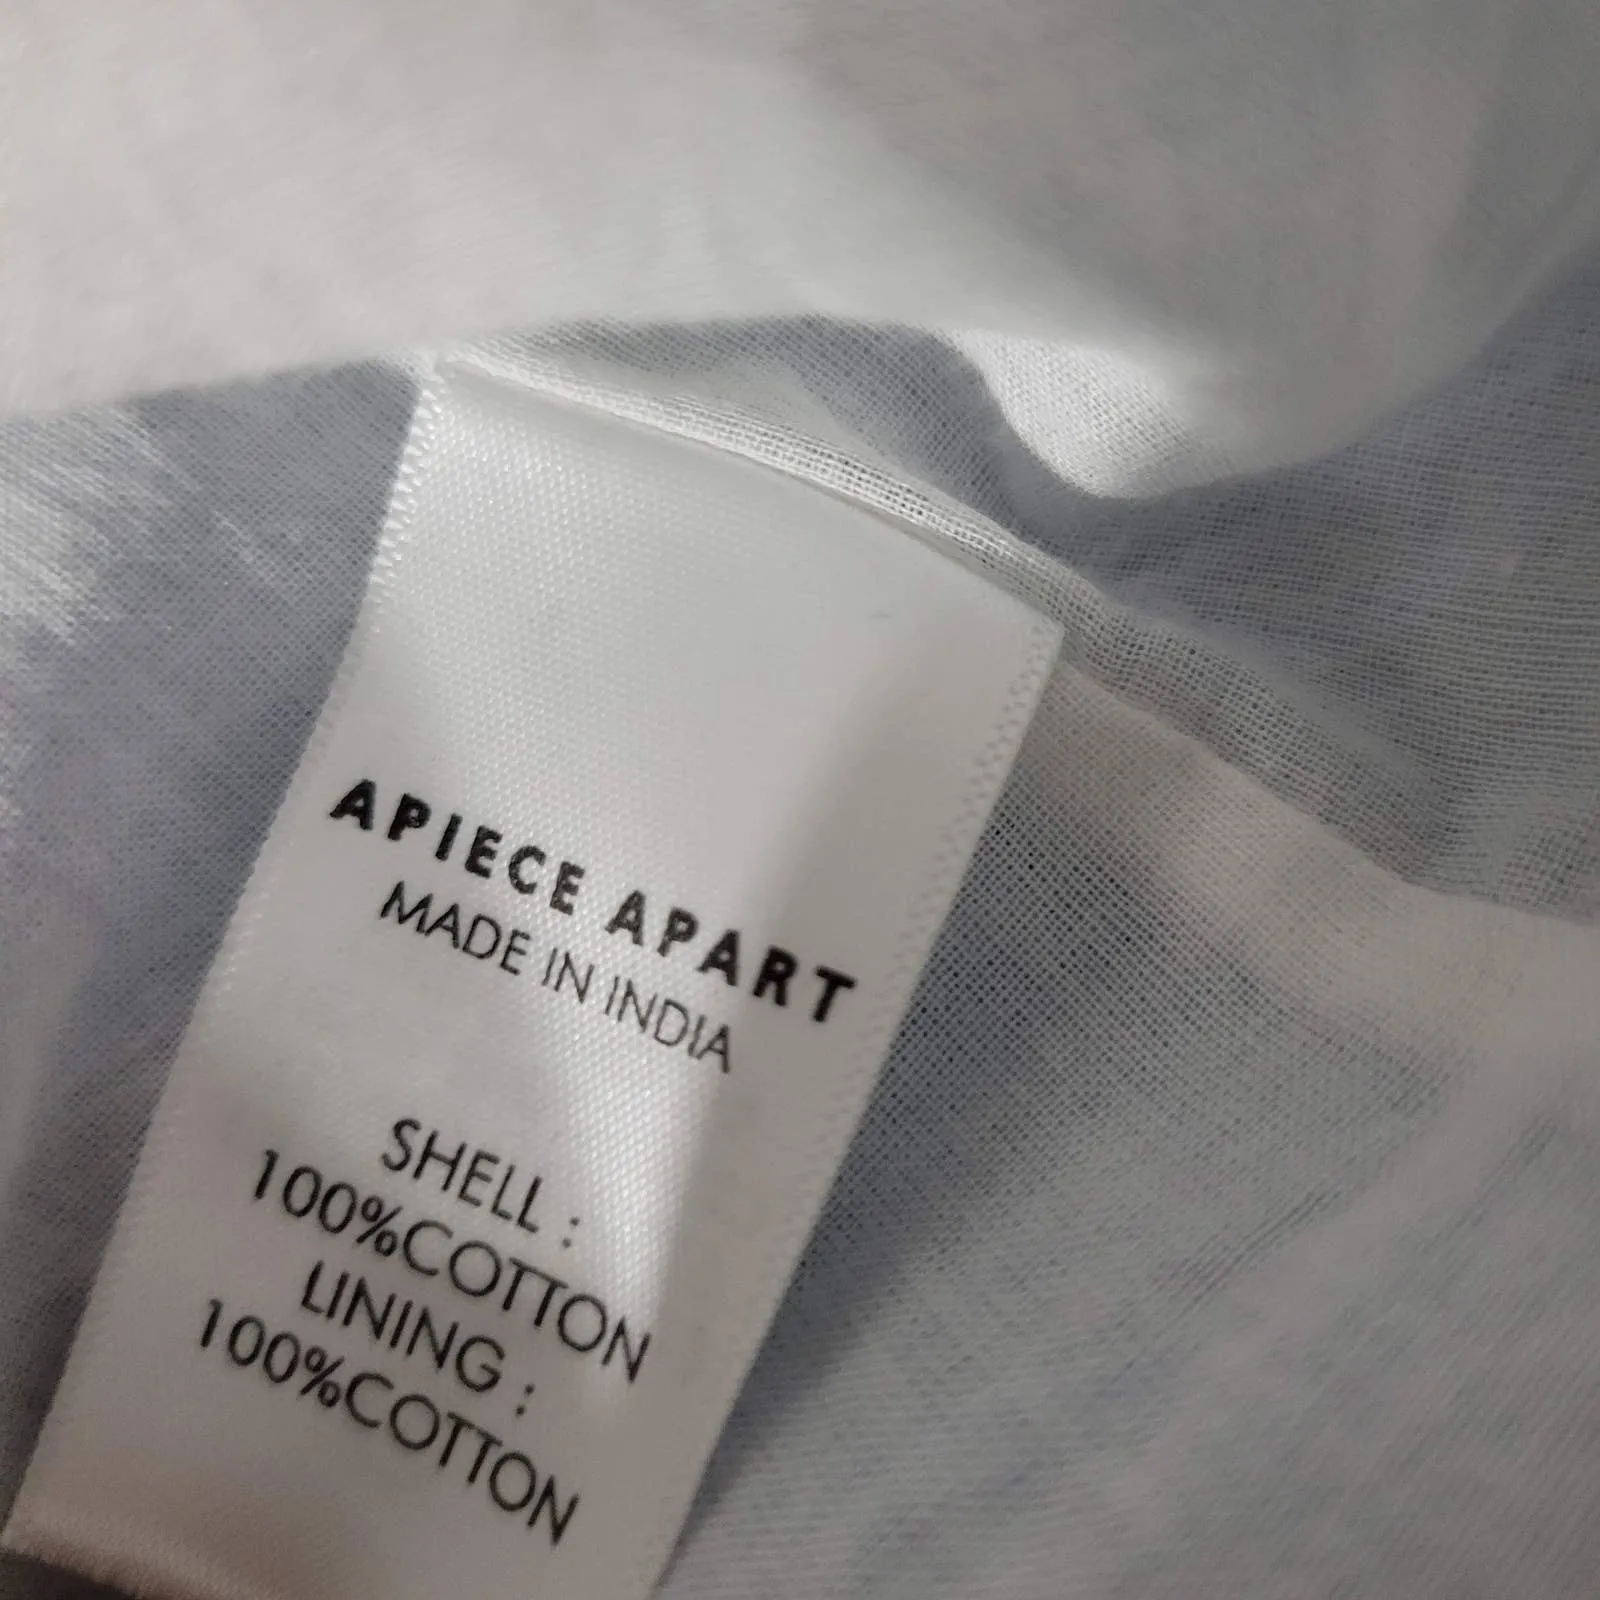 APIECE APART
MADE IN INDIA
SHELL :
100%COTTON
LINING :
100%COTTON